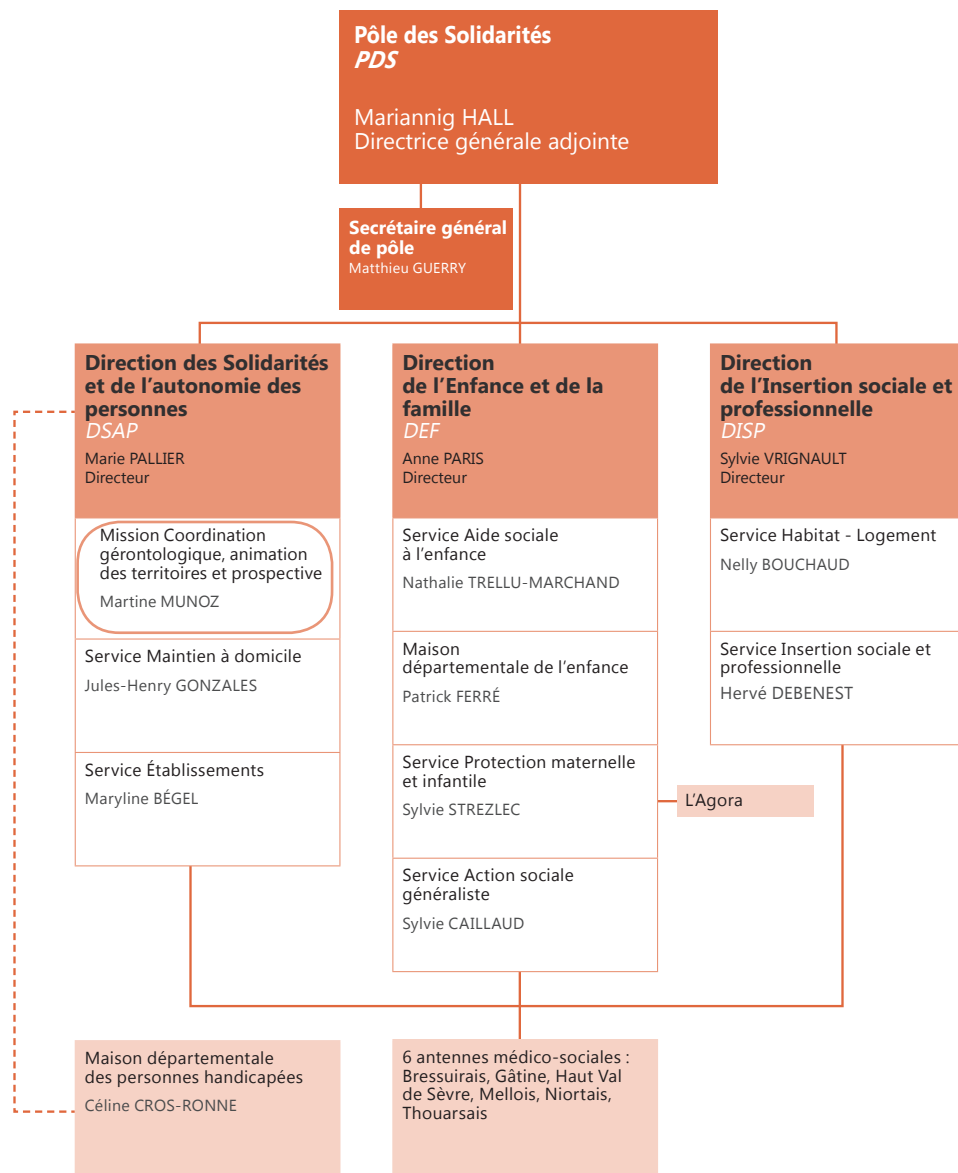 Pôle des Solidarités
PDS
Mariannig HALL
Directrice générale adjointe
Secrétaire général
de pôle
Matthieu GUERRY
Direction des Solidarités
et de l'autonomie des
personnes
DSAP
Marie PALLIER
Directeur
Mission Coordination
gérontologique, animation
des territoires et prospective
Martine MUNOZ
Service Maintien à domicile
Jules-Henry GONZALES
Service Établissements
Maryline BÉGEL
Direction
de l'Enfance et de la
famille
DEF
Anne PARIS
Directeur
Service Aide sociale
à l'enfance
Nathalie TRELLU-MARCHAND
Maison
départementale de l'enfance
Patrick FERRÉ
Service Protection maternelle
et infantile
Sylvie STREZLEC
L'Agora
Service Action sociale
généraliste
Sylvie CAILLAUD
Direction
de l'Insertion sociale et
professionnelle
DISP
Sylvie VRIGNAULT
Directeur
Service Habitat - Logement
Nelly BOUCHAUD
Service Insertion sociale et
professionnelle
Hervé DEBENEST
Maison départementale
des personnes handicapées
Céline CROS-RONNE
6 antennes médico-sociales :
Bressuirais, Gâtine, Haut Val
de Sèvre, Mellois, Niortais,
Thouarsais